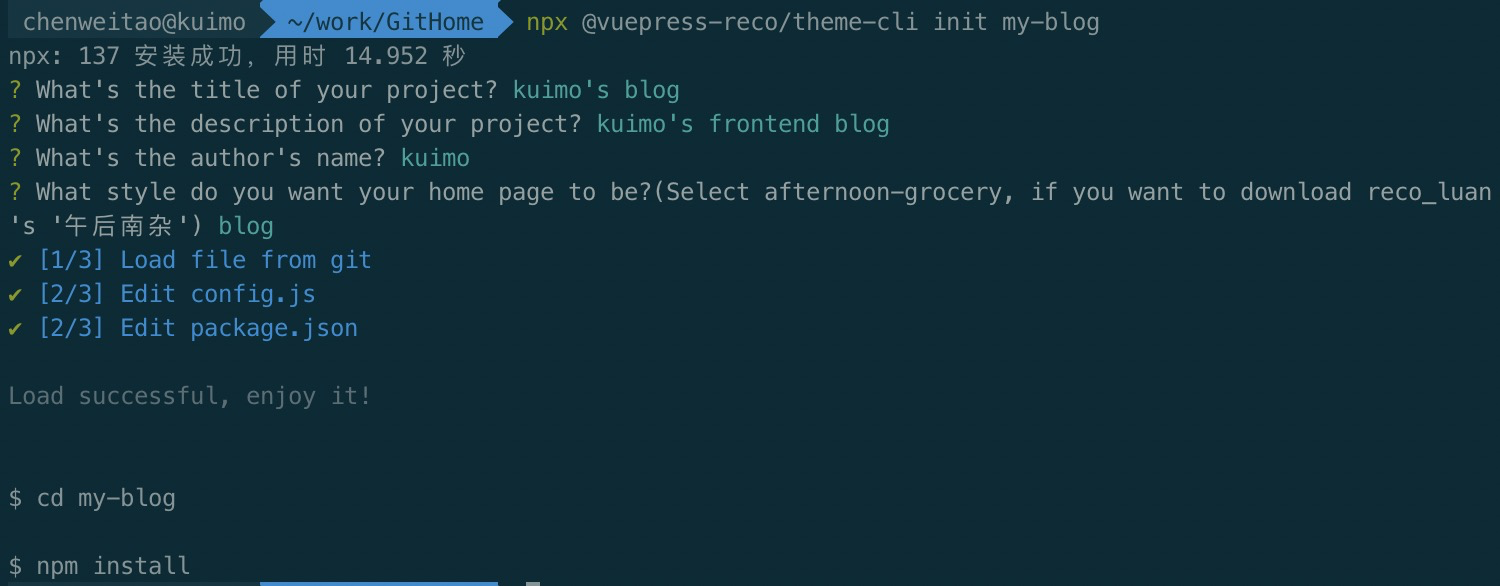 chenweitao@kuimo ~/work/GitHome npx @vuepress-reco/theme-cli init my-blog
npx: 137 安装成功，用时 14.952 秒
? What's the title of your project? kuimo's blog
? What's the description of your project? kuimo's frontend blog
? What's the author's name? kuimo
? What style do you want your home page to be?(Select afternoon-grocery, if you want to download reco_luan
's '午后南杂') blog
✔ [1/3] Load file from git
✔ [2/3] Edit config.js
✔ [2/3] Edit package.json
Load successful, enjoy it!
$ cd my-blog
$ npm install